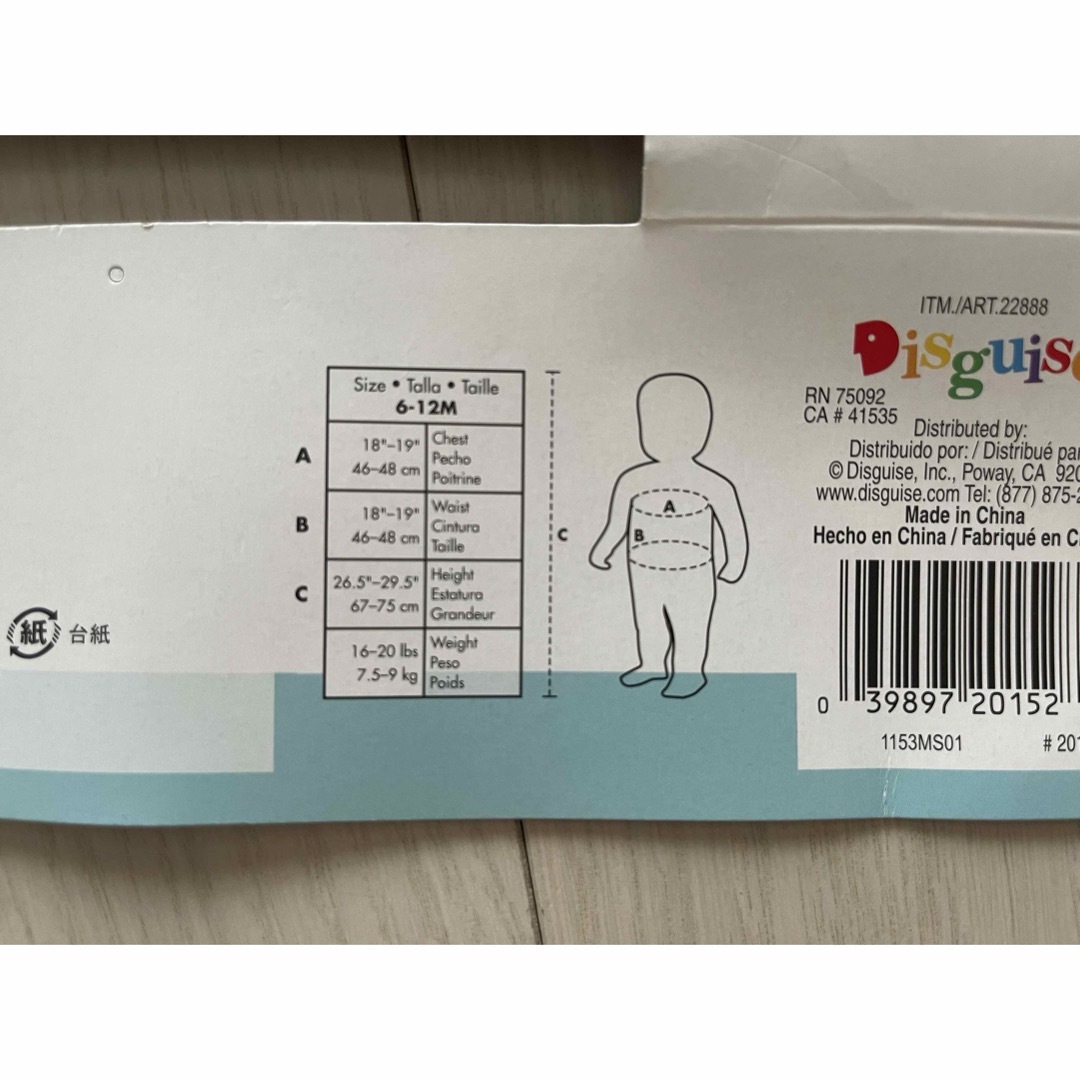 Size • Talla • Taille
6-12M
A
18"–19"
46–48 cm
Chest
Pecho
Poitrine
B
18"–19"
46–48 cm
Waist
Cintura
Taille
C
26.5"–29.5"
67–75 cm
Height
Estatura
Grandeur
16–20 lbs
7.5–9 kg
Weight
Peso
Poids
C
A
B
紙 台紙
ITM./ART.22888
Disguise
RN 75092
CA # 41535
Distributed by:
Distribuido por: / Distribué par
© Disguise, Inc., Poway, CA 920
www.disguise.com Tel: (877) 875-2
Made in China
Hecho en China / Fabriqué en C
0 39897 20152
1153MS01 # 201